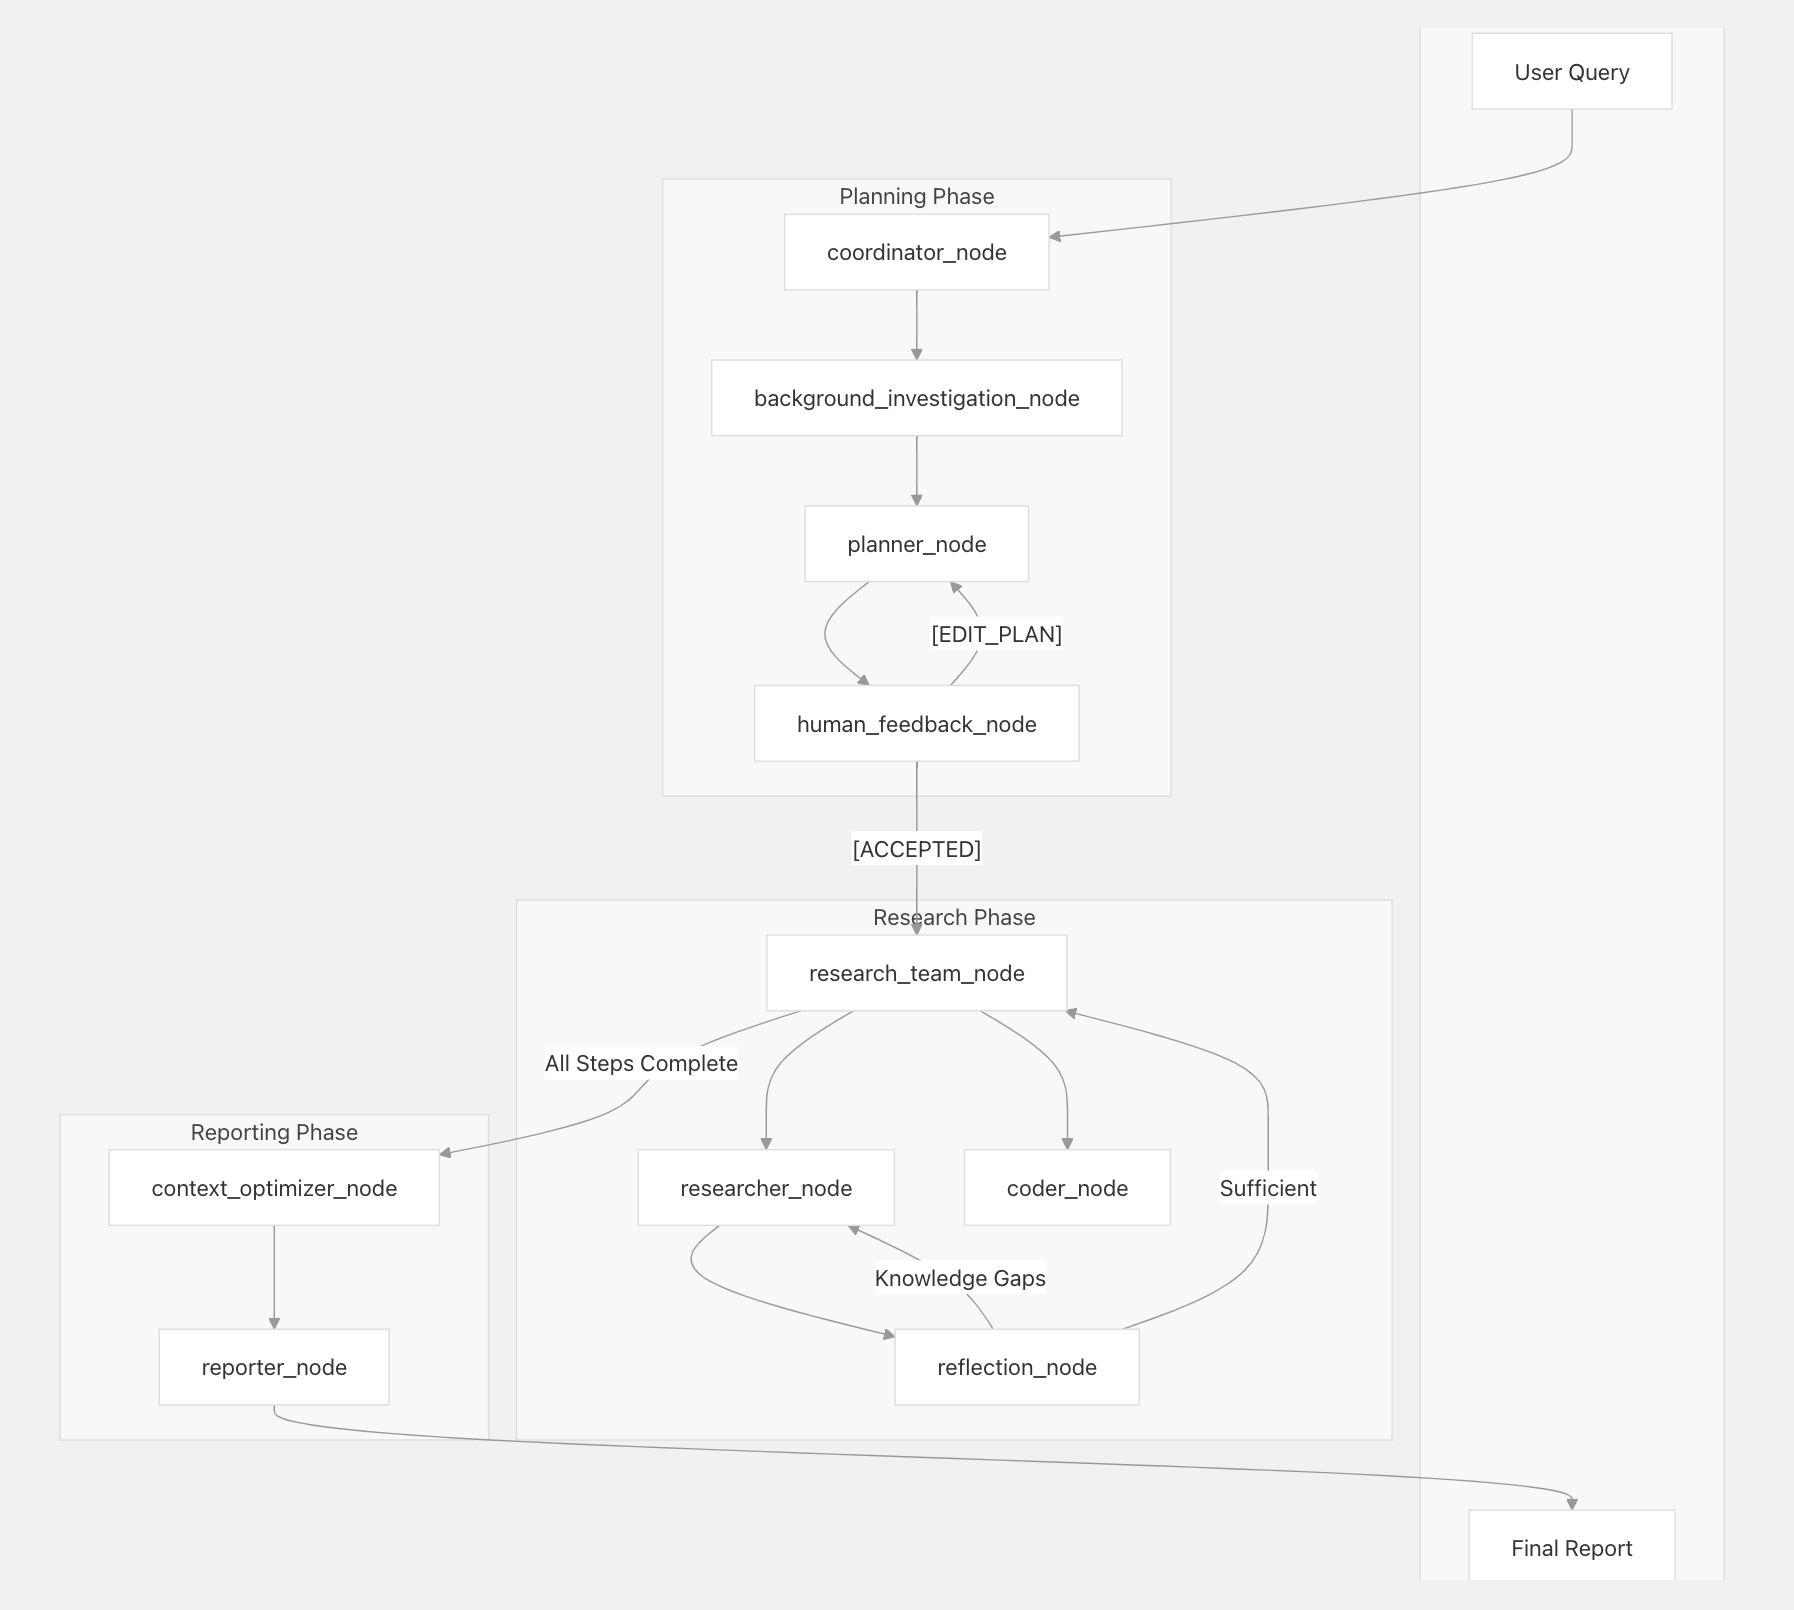 User Query
Planning Phase
coordinator_node
background_investigation_node
planner_node
[EDIT_PLAN]
human_feedback_node
[ACCEPTED]
Research Phase
research_team_node
All Steps Complete
Reporting Phase
context_optimizer_node
researcher_node
coder_node
Sufficient
Knowledge Gaps
reporter_node
reflection_node
Final Report